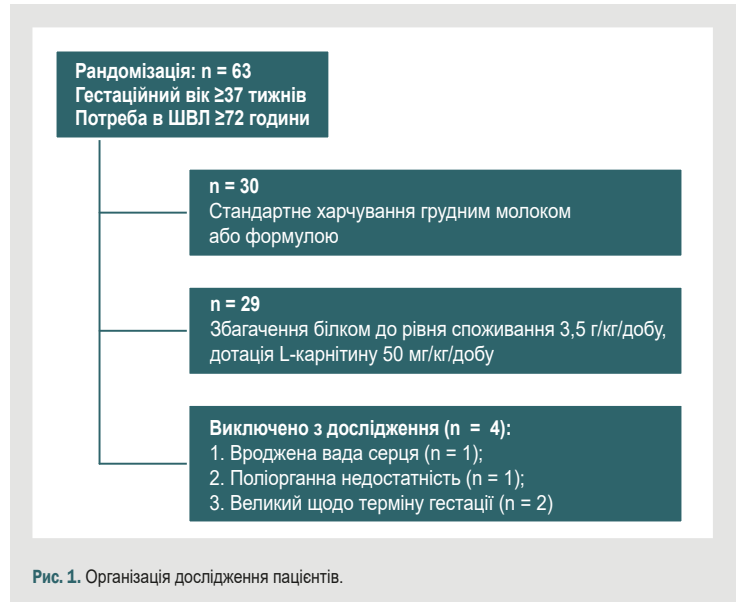 Рандомізація: n = 63
Гестаційний вік ≥37 тижнів
Потреба в ШВЛ ≥72 години
n = 30
Стандартне харчування грудним молоком
або формулою
n = 29
Збагачення білком до рівня споживання 3,5 г/кг/добу,
дотація L-карнітину 50 мг/кг/добу
Виключено з дослідження (n = 4):
1. Вроджена вада серця (n = 1);
2. Поліорганна недостатність (n = 1);
3. Великий щодо терміну гестації (n = 2)
Рис. 1. Організація дослідження пацієнтів.